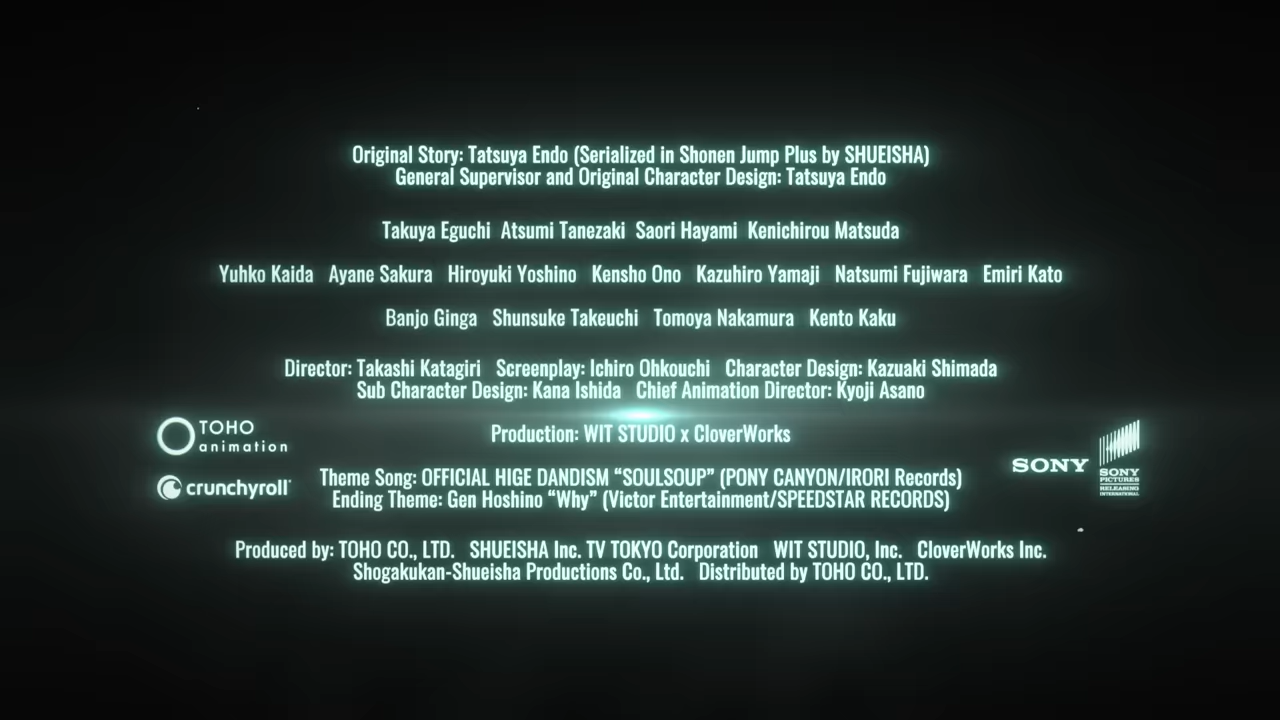 Original Story: Tatsuya Endo (Serialized in Shonen Jump Plus by SHUEISHA)
General Supervisor and Original Character Design: Tatsuya Endo
Takuya Eguchi Atsumi Tanezaki Saori Hayami Kenichirou Matsuda
Yuhko Kaida Ayane Sakura Hiroyuki Yoshino Kensho Ono Kazuhiro Yamaji Natsumi Fujiwara Emiri Kato
Banjo Ginga Shunsuke Takeuchi Tomoya Nakamura Kento Kaku
Director: Takashi Katagiri Screenplay: Ichiro Ohkouchi Character Design: Kazuaki Shimada
Sub Character Design: Kana Ishida Chief Animation Director: Kyoji Asano
TOHO
animation
Production: WIT STUDIO x CloverWorks
crunchyroll
Theme Song: OFFICIAL HIGE DANDISM “SOULSOUP” (PONY CANYON/IRORI Records)
Ending Theme: Gen Hoshino “Why” (Victor Entertainment/SPEEDSTAR RECORDS)
SONY
SONY
PICTURES
RELEASING
INTERNATIONAL
Produced by: TOHO CO., LTD. SHUEISHA Inc. TV TOKYO Corporation WIT STUDIO, Inc. CloverWorks Inc.
Shogakukan-Shueisha Productions Co., Ltd. Distributed by TOHO CO., LTD.